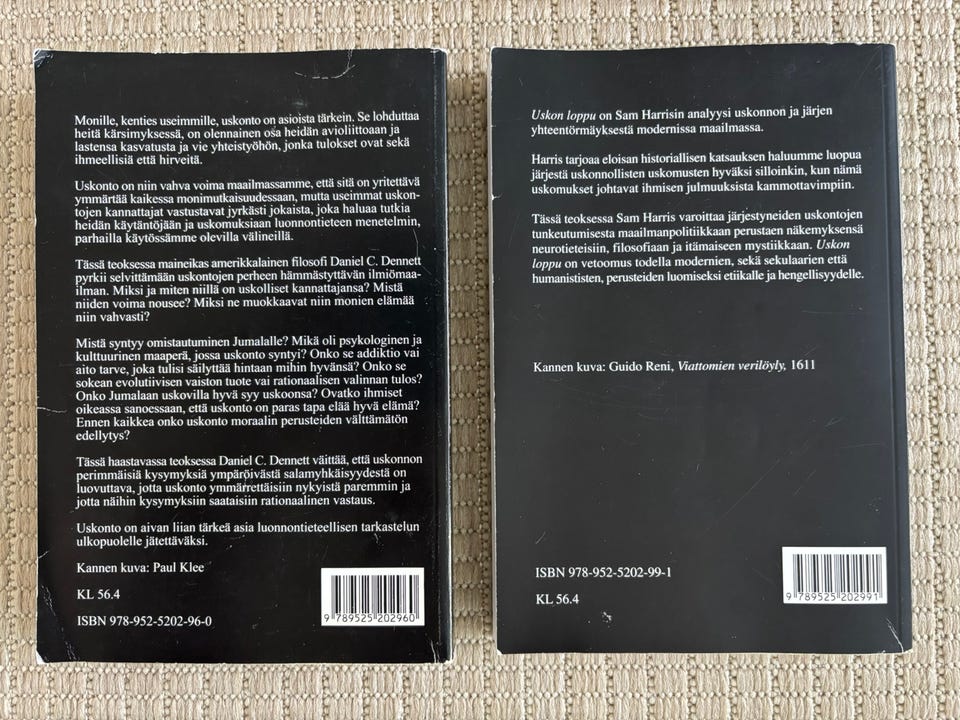 Monille, kenties useimmille, uskonto on asioista tärkein. Se lohduttaa
heitä kärsimyksessä, on olennainen osa heidän avioliittoaan ja
lastensa kasvatusta ja vie yhteistyöhön, jonka tulokset ovat sekä
ihmeellisiä että hirveitä.
Uskonto on niin vahva voima maailmassamme, että sitä on yritettävä
ymmärtää kaikessa monimutkaisuudessaan, mutta useimmat uskon-
tojen kannattajat vastustavat jyrkästi jokaista, joka haluaa tutkia
heidän käytäntöjään ja uskomuksiaan luonnontieteen menetelmin,
parhailla käytössämme olevilla välineillä.
Tässä teoksessa maineikas amerikkalainen filosofi Daniel C. Dennett
pyrkii selvittämään uskontojen perheen hämmästyttävän ilmiömaa-
ilman. Miksi ja miten niillä on uskolliset kannattajansa? Mistä
niiden voima nousee? Miksi ne muokkaavat niin monien elämää
niin vahvasti?
Mistä syntyy omistautuminen Jumalalle? Mikä oli psykologinen ja
kulttuurinen maaperä, jossa uskonto syntyi? Onko se addiktio vai
aito tarve, joka tulisi säilyttää hintaan mihin hyvänsä? Onko se
sokean evolutiivisen vaiston tuote vai rationaalisen valinnan tulos?
Onko Jumalaan uskovilla hyvä syy uskoonsa? Ovatko ihmiset
oikeassa sanoessaan, että uskonto on paras tapa elää hyvä elämä?
Ennen kaikkea onko uskonto moraalin perusteiden välttämätön
edellytys?
Tässä haastavassa teoksessa Daniel C. Dennett väittää, että uskonnon
perimmäisiä kysymyksiä ympäröivästä salamyhkäisyydestä on
luovuttava, jotta uskonto ymmärrettäisiin nykyistä paremmin ja
jotta näihin kysymyksiin saataisiin rationaalinen vastaus.
Uskonto on aivan liian tärkeä asia luonnontieteellisen tarkastelun
ulkopuolelle jätettäväksi.
Kannen kuva: Paul Klee
KL 56.4
ISBN 978-952-5202-96-0
9 789525 202960
Uskon loppu on Sam Harrisin analyysi uskonnon ja järjen
yhteentörmäyksestä modernissa maailmassa.
Harris tarjoaa eloisan historiallisen katsauksen haluumme luopua
järjestä uskonnollisten uskomusten hyväksi silloinkin, kun nämä
uskomukset johtavat ihmisen julmuuksista kammottavimpiin.
Tässä teoksessa Sam Harris varoittaa järjestyneiden uskontojen
tunkeutumisesta maailmanpolitiikkaan perustaen näkemyksensä
neurotieteisiin, filosofiaan ja itämaiseen mystiikkaan. Uskon
loppu on vetoomus todella modernien, sekä sekulaarien että
humanististen, perusteiden luomiseksi etiikalle ja hengellisyydelle.
Kannen kuva: Guido Reni, Viattomien verilöyly, 1611
ISBN 978-952-5202-99-1
KL 56.4
9 789525 202991